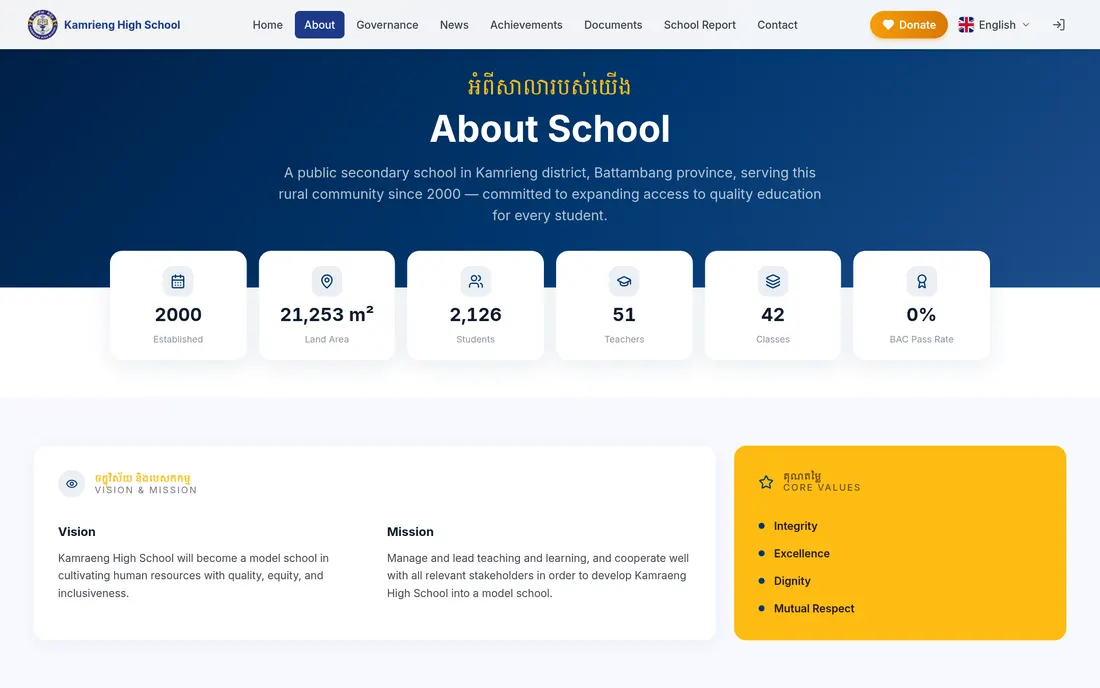 Kamrieng High School
Home
About
Governance
News
Achievements
Documents
School Report
Contact
Donate
English
អំពីសាលារបស់យើង
About School
A public secondary school in Kamrieng district, Battambang province, serving this
rural community since 2000 — committed to expanding access to quality education
for every student.
2000
Established
21,253 m²
Land Area
2,126
Students
51
Teachers
42
Classes
0%
BAC Pass Rate
ចក្ខុវិស័យ និងបេសកកម្ម
VISION & MISSION
Vision
Kamraeng High School will become a model school in
cultivating human resources with quality, equity, and
inclusiveness.
Mission
Manage and lead teaching and learning, and cooperate well
with all relevant stakeholders in order to develop Kamraeng
High School into a model school.
គុណតម្លៃ
CORE VALUES
Integrity
Excellence
Dignity
Mutual Respect